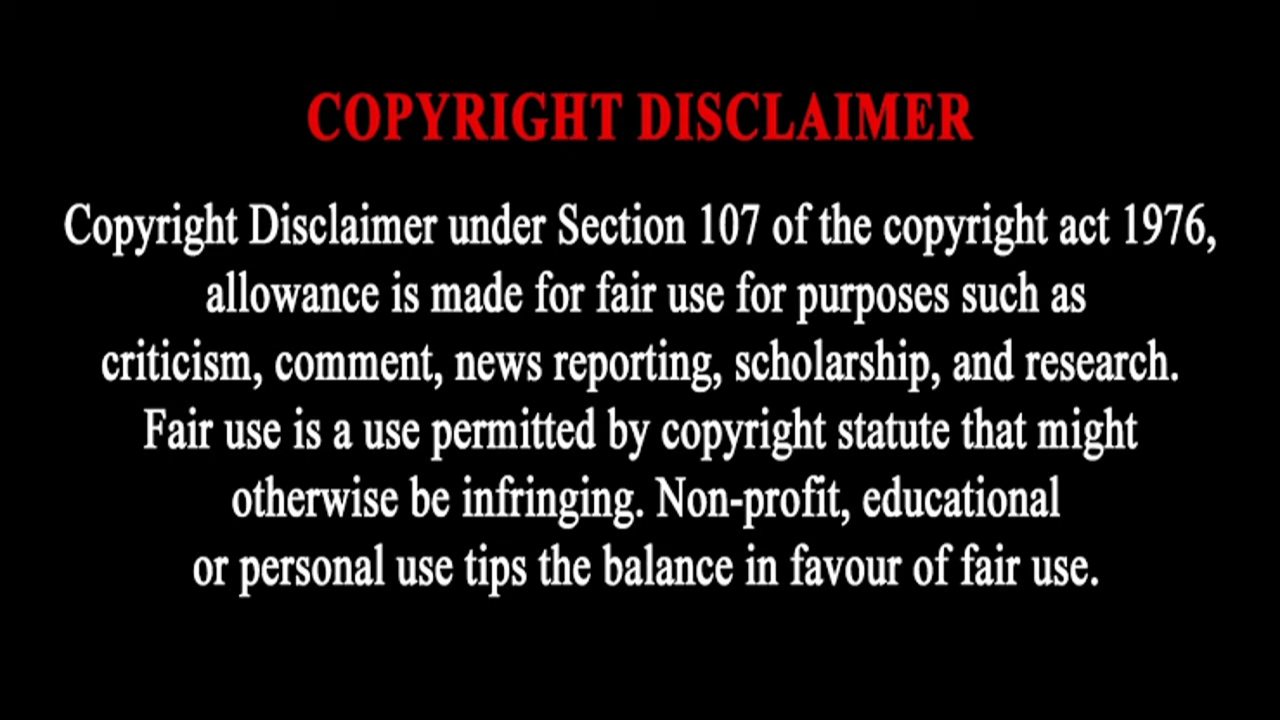 COPYRIGHT DISCLAIMER
Copyright Disclaimer under Section 107 of the copyright act 1976,
allowance is made for fair use for purposes such as
criticism, comment, news reporting, scholarship, and research.
Fair use is a use permitted by copyright statute that might
otherwise be infringing. Non-profit, educational
or personal use tips the balance in favour of fair use.